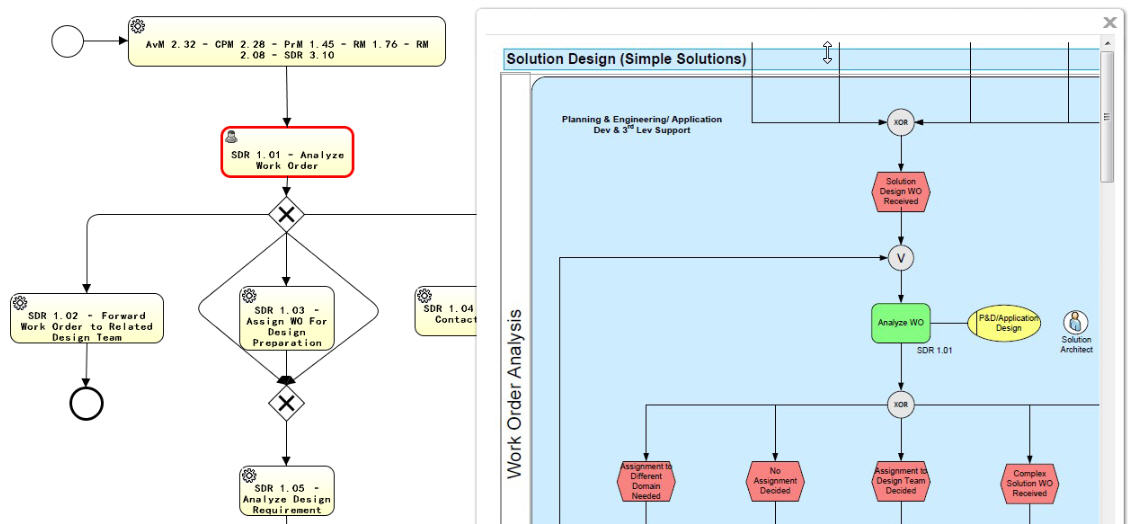 AvM 2.32 - CPM 2.28 - PrM 1.45 - RM 1.76 - RM
2.08 - SDR 3.10
SDR 1.01 - Analyze
Work Order
SDR 1.02 - Forward
Work Order to Related
Design Team
SDR 1.03 -
Assign WO For
Design
Preparation
SDR 1.04
Contact
SDR 1.05 -
Analyze Design
Requirement
Solution Design (Simple Solutions)
Work Order Analysis
Planning & Engineering/ Application
Dev & 3rd Lev Support
XOR
Solution
Design WO
Received
V
Analyze WO
SDR 1.01
P&D/Application
Design
Solution
Architect
XOR
Assignment to
Different
Domain
Needed
No
Assignment
Decided
Assignment to
Design Team
Decided
Complex
Solution WO
Received